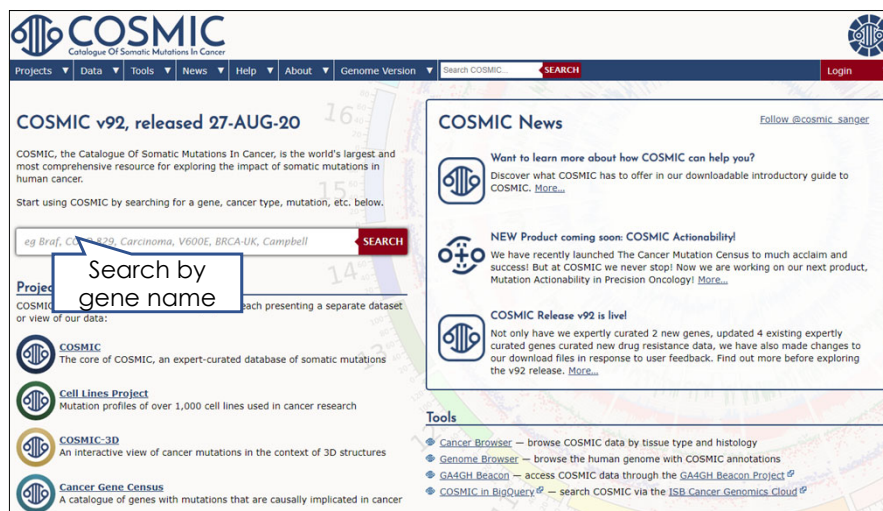 COSMIC
Catalogue Of Somatic Mutations In Cancer
Projects ▼ Data ▼ Tools ▼ News ▼ Help ▼ About ▼ Genome Version ▼ Search COSMIC... SEARCH Login
COSMIC v92, released 27-AUG-20
COSMIC, the Catalogue Of Somatic Mutations In Cancer, is the world's largest and
most comprehensive resource for exploring the impact of somatic mutations in
human cancer.
Start using COSMIC by searching for a gene, cancer type, mutation, etc. below.
eg Braf, 829, Carcinoma, V600E, BRCA-UK, Campbell SEARCH
Search by
gene name
each presenting a separate dataset
or view of our data:
COSMIC
The core of COSMIC, an expert-curated database of somatic mutations
Cell Lines Project
Mutation profiles of over 1,000 cell lines used in cancer research
COSMIC-3D
An interactive view of cancer mutations in the context of 3D structures
Cancer Gene Census
A catalogue of genes with mutations that are causally implicated in cancer
COSMIC News
Follow @cosmic_sanger
Want to learn more about how COSMIC can help you?
Discover what COSMIC has to offer in our downloadable introductory guide to
COSMIC. More...
NEW Product coming soon: COSMIC Actionability!
We have recently launched The Cancer Mutation Census to much acclaim and
success! But at COSMIC we never stop! Now we are working on our next product,
Mutation Actionability in Precision Oncology! More...
COSMIC Release v92 is live!
Not only have we expertly curated 2 new genes, updated 4 existing expertly
curated genes curated new drug resistance data, we have also made changes to
our download files in response to user feedback. Find out more before exploring
the v92 release. More...
Tools
Cancer Browser — browse COSMIC data by tissue type and histology
Genome Browser — browse the human genome with COSMIC annotations
GA4GH Beacon — access COSMIC data through the GA4GH Beacon Project
COSMIC in BigQuery — search COSMIC via the ISB Cancer Genomics Cloud
16
15
14
13
12